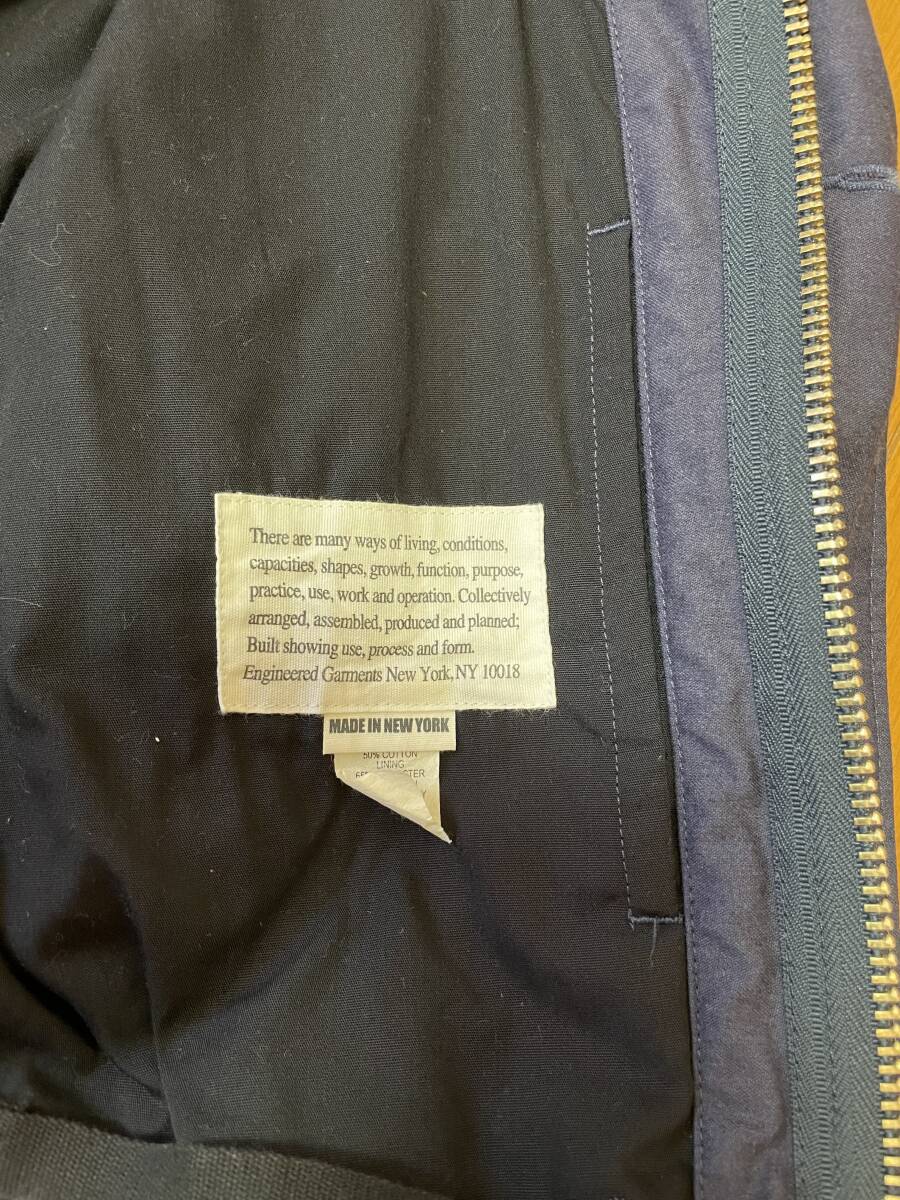 There are many ways of living, conditions,
capacities, shapes, growth, function, purpose,
practice, use, work and operation. Collectively
arranged, assembled, produced and planned;
Built showing use, process and form.
Engineered Garments New York, NY 10018
MADE IN NEW YORK
50% COTTON
LINING